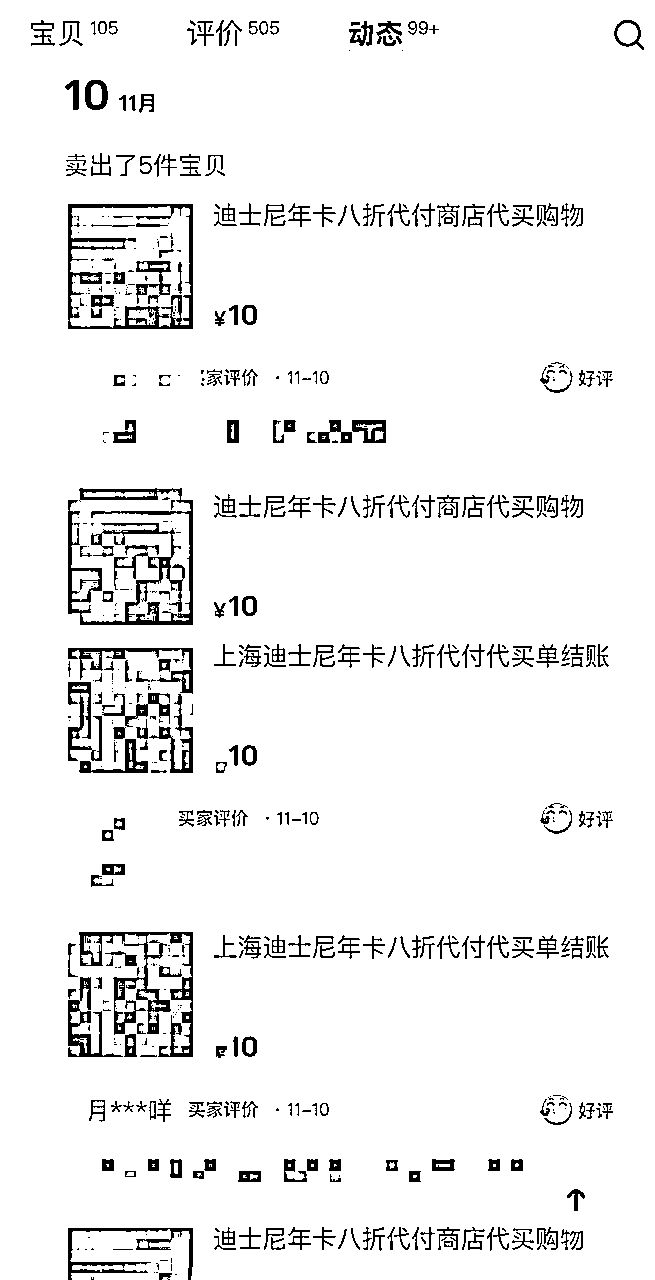 宝贝 105 评价 505 动态 99+
10 11月
卖出了5件宝贝
迪士尼年卡八折代付商店代买购物
¥10
家评价 · 11-10 好评
迪士尼年卡八折代付商店代买购物
¥10
上海迪士尼年卡八折代付代买单结账
10
买家评价 · 11-10 好评
上海迪士尼年卡八折代付代买单结账
10
月***咩 买家评价 · 11-10 好评
迪士尼年卡八折代付商店代买购物